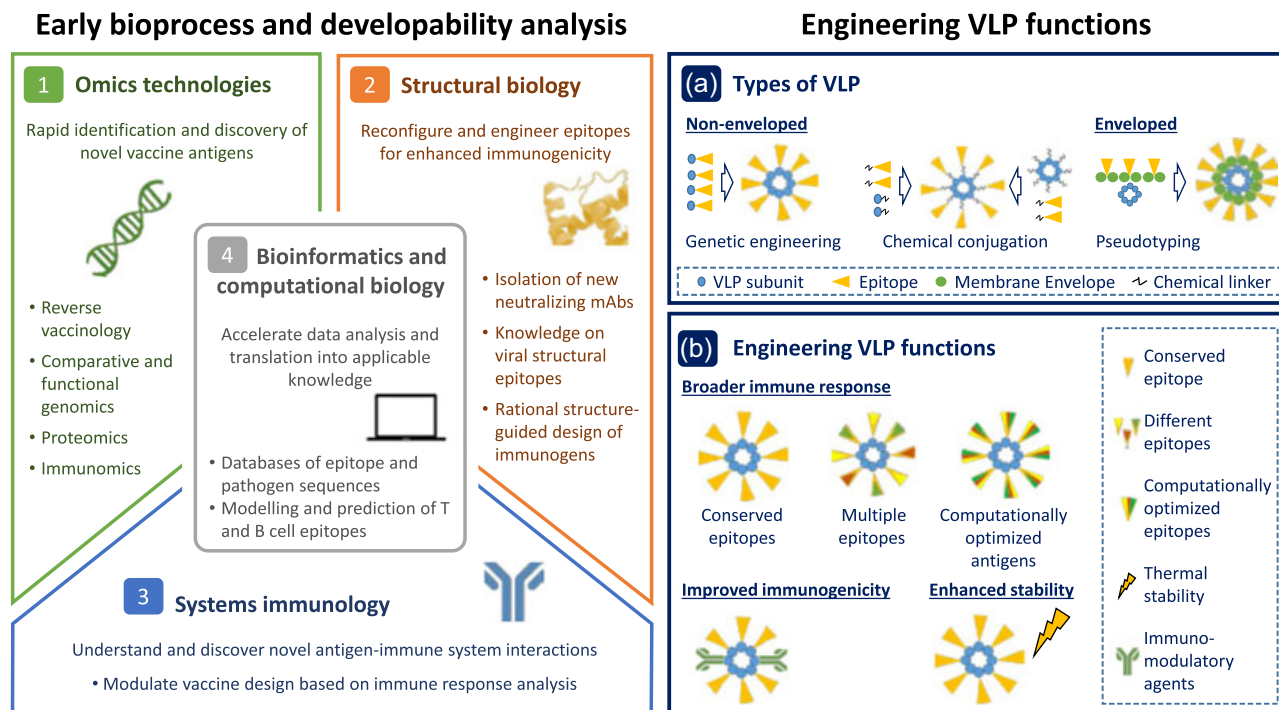 Early bioprocess and developability analysis
1
Omics technologies
Rapid identification and discovery of
novel vaccine antigens
• Reverse
vaccinology
• Comparative and
functional
genomics
• Proteomics
• Immunomics
2
Structural biology
Reconfigure and engineer epitopes
for enhanced immunogenicity
• Isolation of new
neutralizing mAbs
• Knowledge on
viral structural
epitopes
• Rational structure-
guided design of
immunogens
4
Bioinformatics and
computational biology
Accelerate data analysis and
translation into applicable
knowledge
• Databases of epitope and
pathogen sequences
• Modelling and prediction of T
and B cell epitopes
3
Systems immunology
Understand and discover novel antigen-immune system interactions
• Modulate vaccine design based on immune response analysis
Engineering VLP functions
(a)
Types of VLP
Non-enveloped
Enveloped
Genetic engineering
Chemical conjugation
Pseudotyping
VLP subunit
Epitope
Membrane Envelope
Chemical linker
(b)
Engineering VLP functions
Broader immune response
Conserved
epitopes
Multiple
epitopes
Computationally
optimized
antigens
Improved immunogenicity
Enhanced stability
Conserved
epitope
Different
epitopes
Computationally
optimized
epitopes
Thermal
stability
Immuno-
modulatory
agents